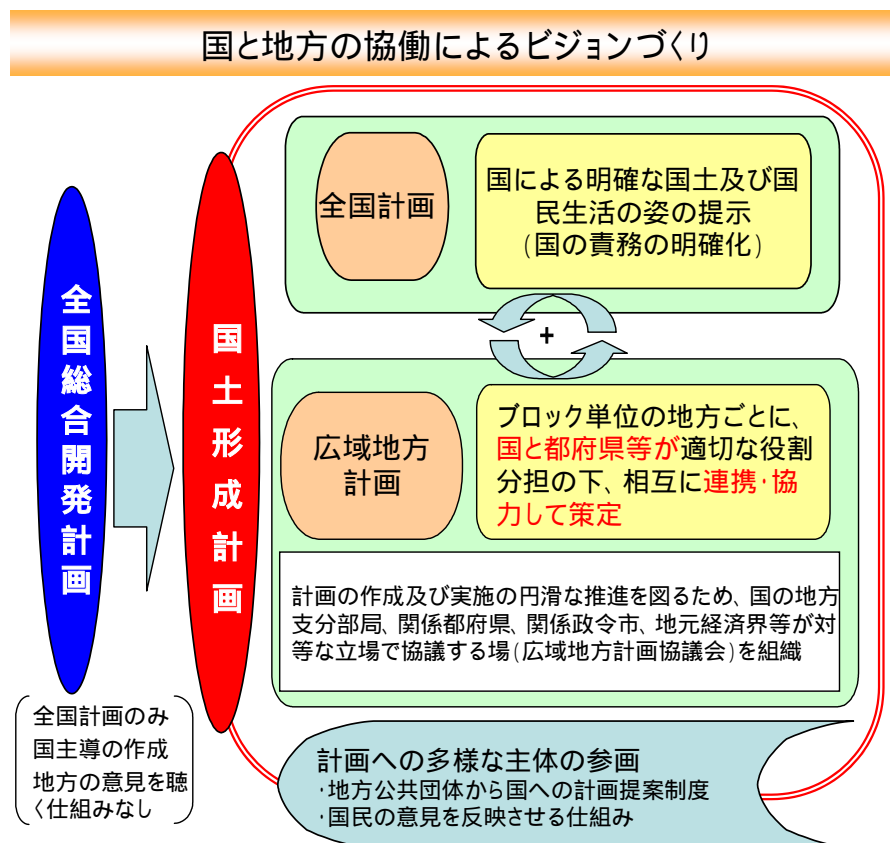 国と地方の協働によるビジョンづくり
全国総合開発計画
全国計画のみ
国主導の作成
地方の意見を聴
く仕組みなし
国土形成計画
全国計画
国による明確な国土及び国
民生活の姿の提示
(国の責務の明確化)
+
広域地方
計画
ブロック単位の地方ごとに、
国と都府県等が適切な役割
分担の下、相互に連携・協
力して策定
計画の作成及び実施の円滑な推進を図るため、国の地方
支分部局、関係都府県、関係政令市、地元経済界等が対
等な立場で協議する場(広域地方計画協議会)を組織
計画への多様な主体の参画
・地方公共団体から国への計画提案制度
・国民の意見を反映させる仕組み